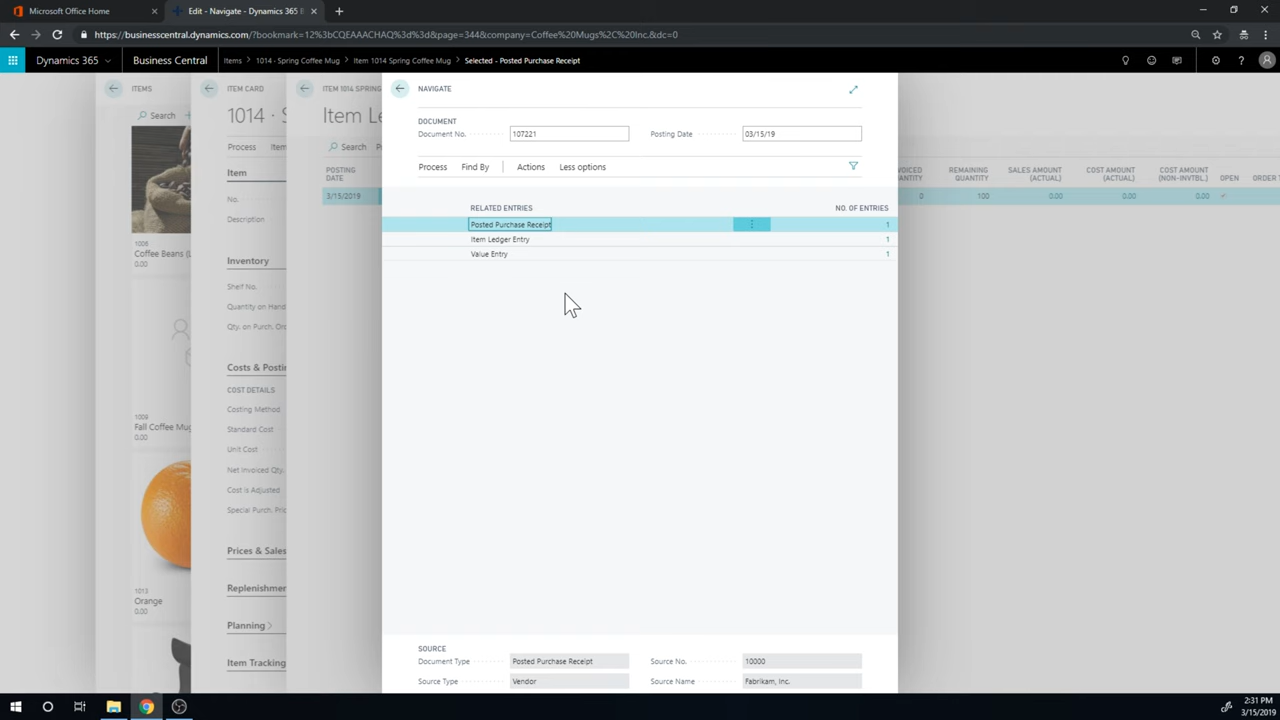 Microsoft Office Home
Edit - Navigate - Dynamics 365 B
https://businesscentral.dynamics.com/?bookmark=12%3bCQEAACHAQ%3d%3d&page=344&company=Coffee%20Mugs%2C%20Inc.&dc=0
Dynamics 365
Business Central
Items > 1014 · Spring Coffee Mug > Item 1014 Spring Coffee Mug > Selected - Posted Purchase Receipt
ITEMS
ITEM CARD
ITEM 1014 SPRING
NAVIGATE
Search
1014 · S
Item Le
DOCUMENT
Document No.
107221
Posting Date
03/15/19
Process
Item
Search
Process
Find By
Actions
Less options
POSTING DATE
OICED QUANTITY
REMAINING QUANTITY
SALES AMOUNT (ACTUAL)
COST AMOUNT (ACTUAL)
COST AMOUNT (NON-INVTBL.)
OPEN
ORDER T
Item
3/15/2019
0
100
0.00
0.00
0.00
No.
Description
RELATED ENTRIES
NO. OF ENTRIES
Posted Purchase Receipt
1
Item Ledger Entry
1
Value Entry
1
1008
Coffee Beans (L
0.00
Inventory
Shelf No.
Quantity on Hand
Qty. on Purch. Ord
Costs & Postin
COST DETAILS
Costing Method
1009
Fall Coffee Mug
0.00
Standard Cost
Unit Cost
Net Invoiced Qty.
Cost is Adjusted
Special Purch. Pric
Prices & Sales
Replenishmen
1013
Orange
0.00
Planning >
Item Tracking
SOURCE
Document Type
Posted Purchase Receipt
Source No.
10000
Source Type
Vendor
Source Name
Fabrikam, Inc.
2:31 PM
3/15/2019